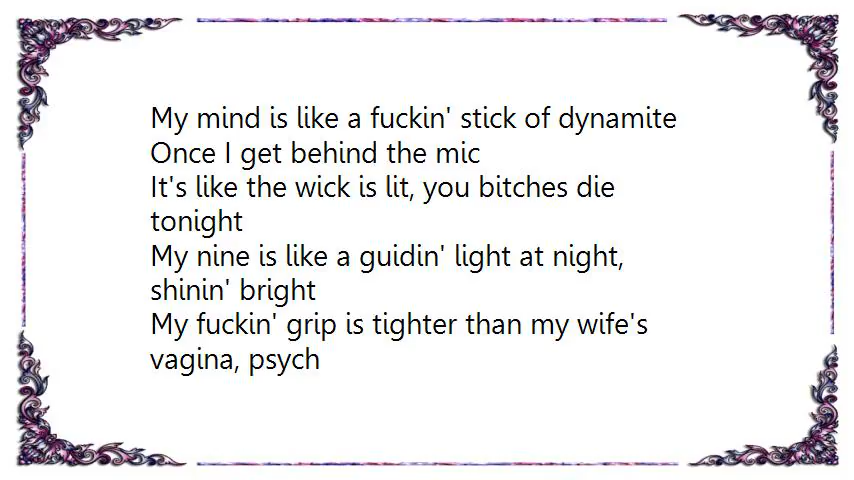 My mind is like a fuckin' stick of dynamite
Once I get behind the mic
It's like the wick is lit, you bitches die
tonight
My nine is like a guidin' light at night,
shinin' bright
My fuckin' grip is tighter than my wife's
vagina, psych